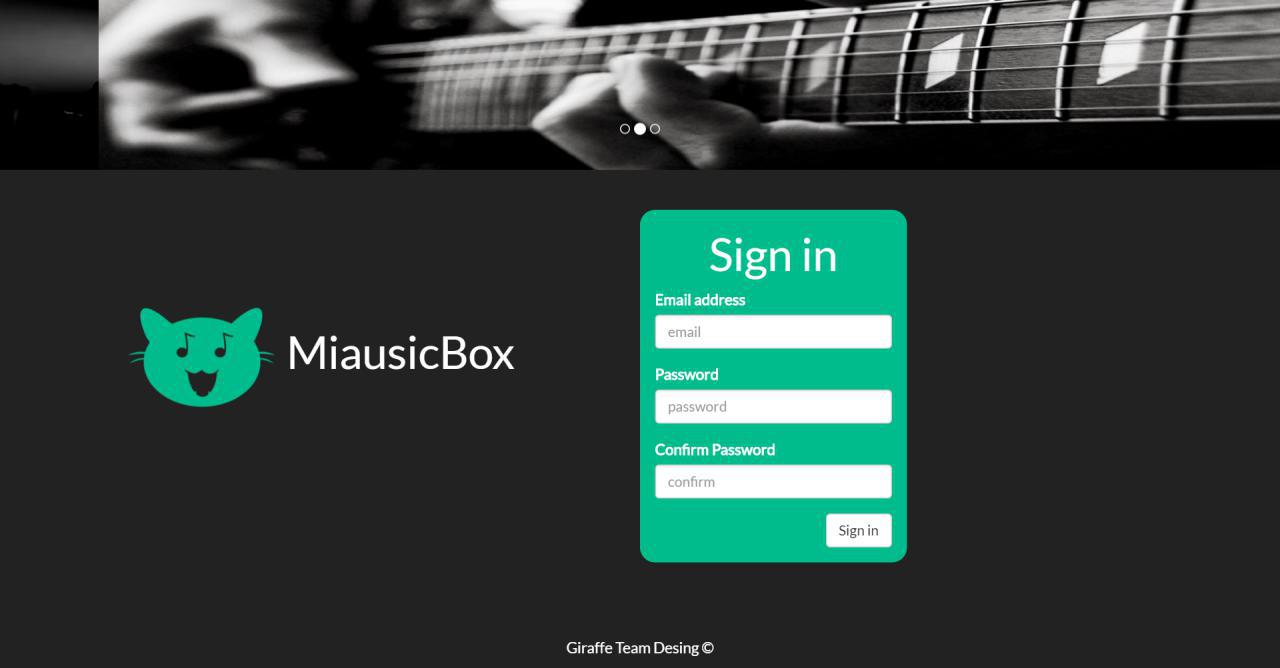 Sign in
Email address
email
MiausicBox
Password
password
Confirm Password
confirm
Sign in
Giraffe Team Desing ©